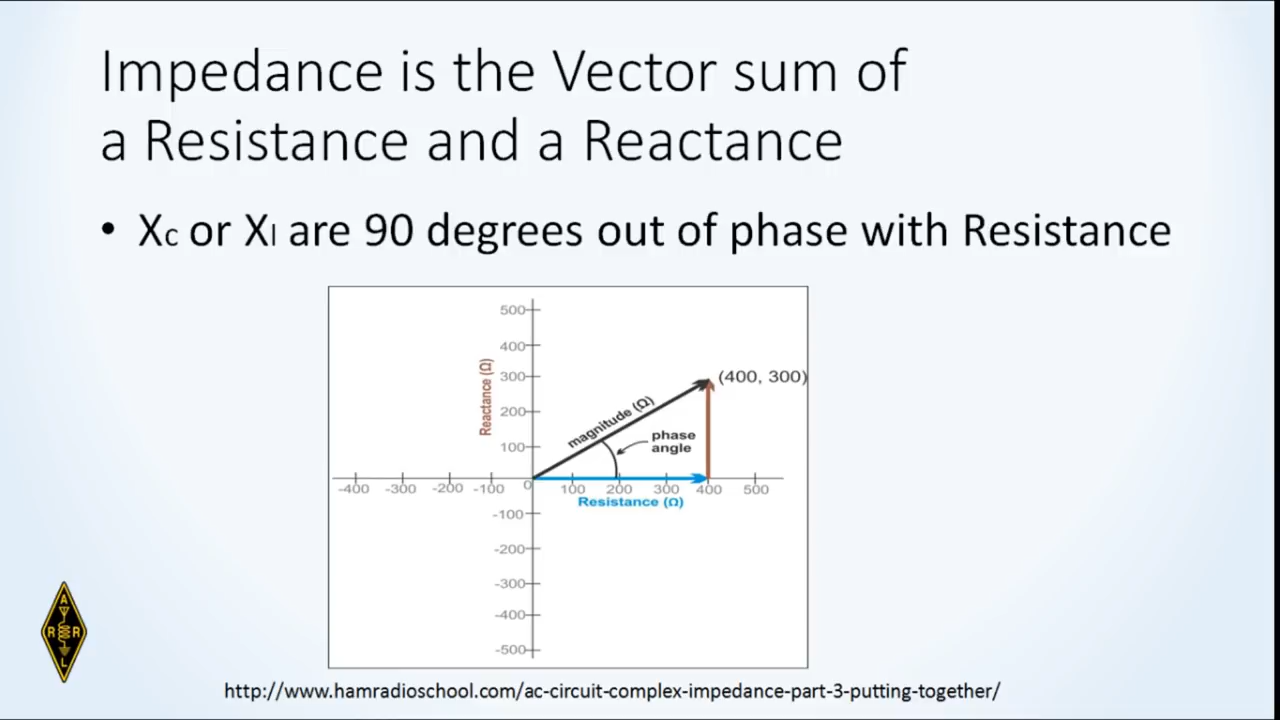 Impedance is the Vector sum of
a Resistance and a Reactance
• Xc or Xl are 90 degrees out of phase with Resistance
500
400
300
200
100
Reactance (Ω)
magnitude (Ω)
(400, 300)
phase
angle
-400 -300 -200 -100 0 100 200 300 400 500
Resistance (Ω)
-100
-200
-300
-400
-500
A
R R
L
http://www.hamradioschool.com/ac-circuit-complex-impedance-part-3-putting-together/